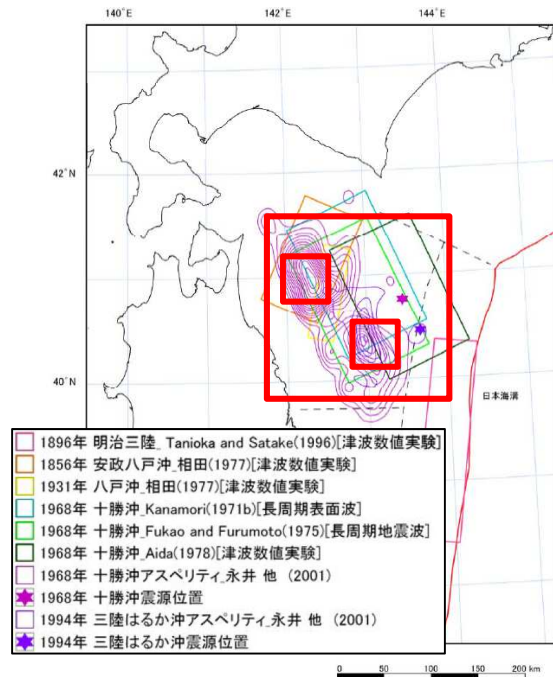 140˚E 142˚E 144˚E
42˚N
40˚N
日本海溝
1896年 明治三陸_ Tanioka and Satake(1996)[津波数値実験]
1856年 安政八戸沖_相田(1977)[津波数値実験]
1931年 八戸沖_相田(1977)[津波数値実験]
1968年 十勝沖_Kanamori(1971b)[長周期表面波]
1968年 十勝沖_Fukao and Furumoto(1975)[長周期地震波]
1968年 十勝沖_Aida(1978)[津波数値実験]
1968年 十勝沖アスペリティ_永井 他 (2001)
1968年 十勝沖震源位置
1994年 三陸はるか沖アスペリティ_永井 他 (2001)
1994年 三陸はるか沖震源位置
0 50 100 150 200 km